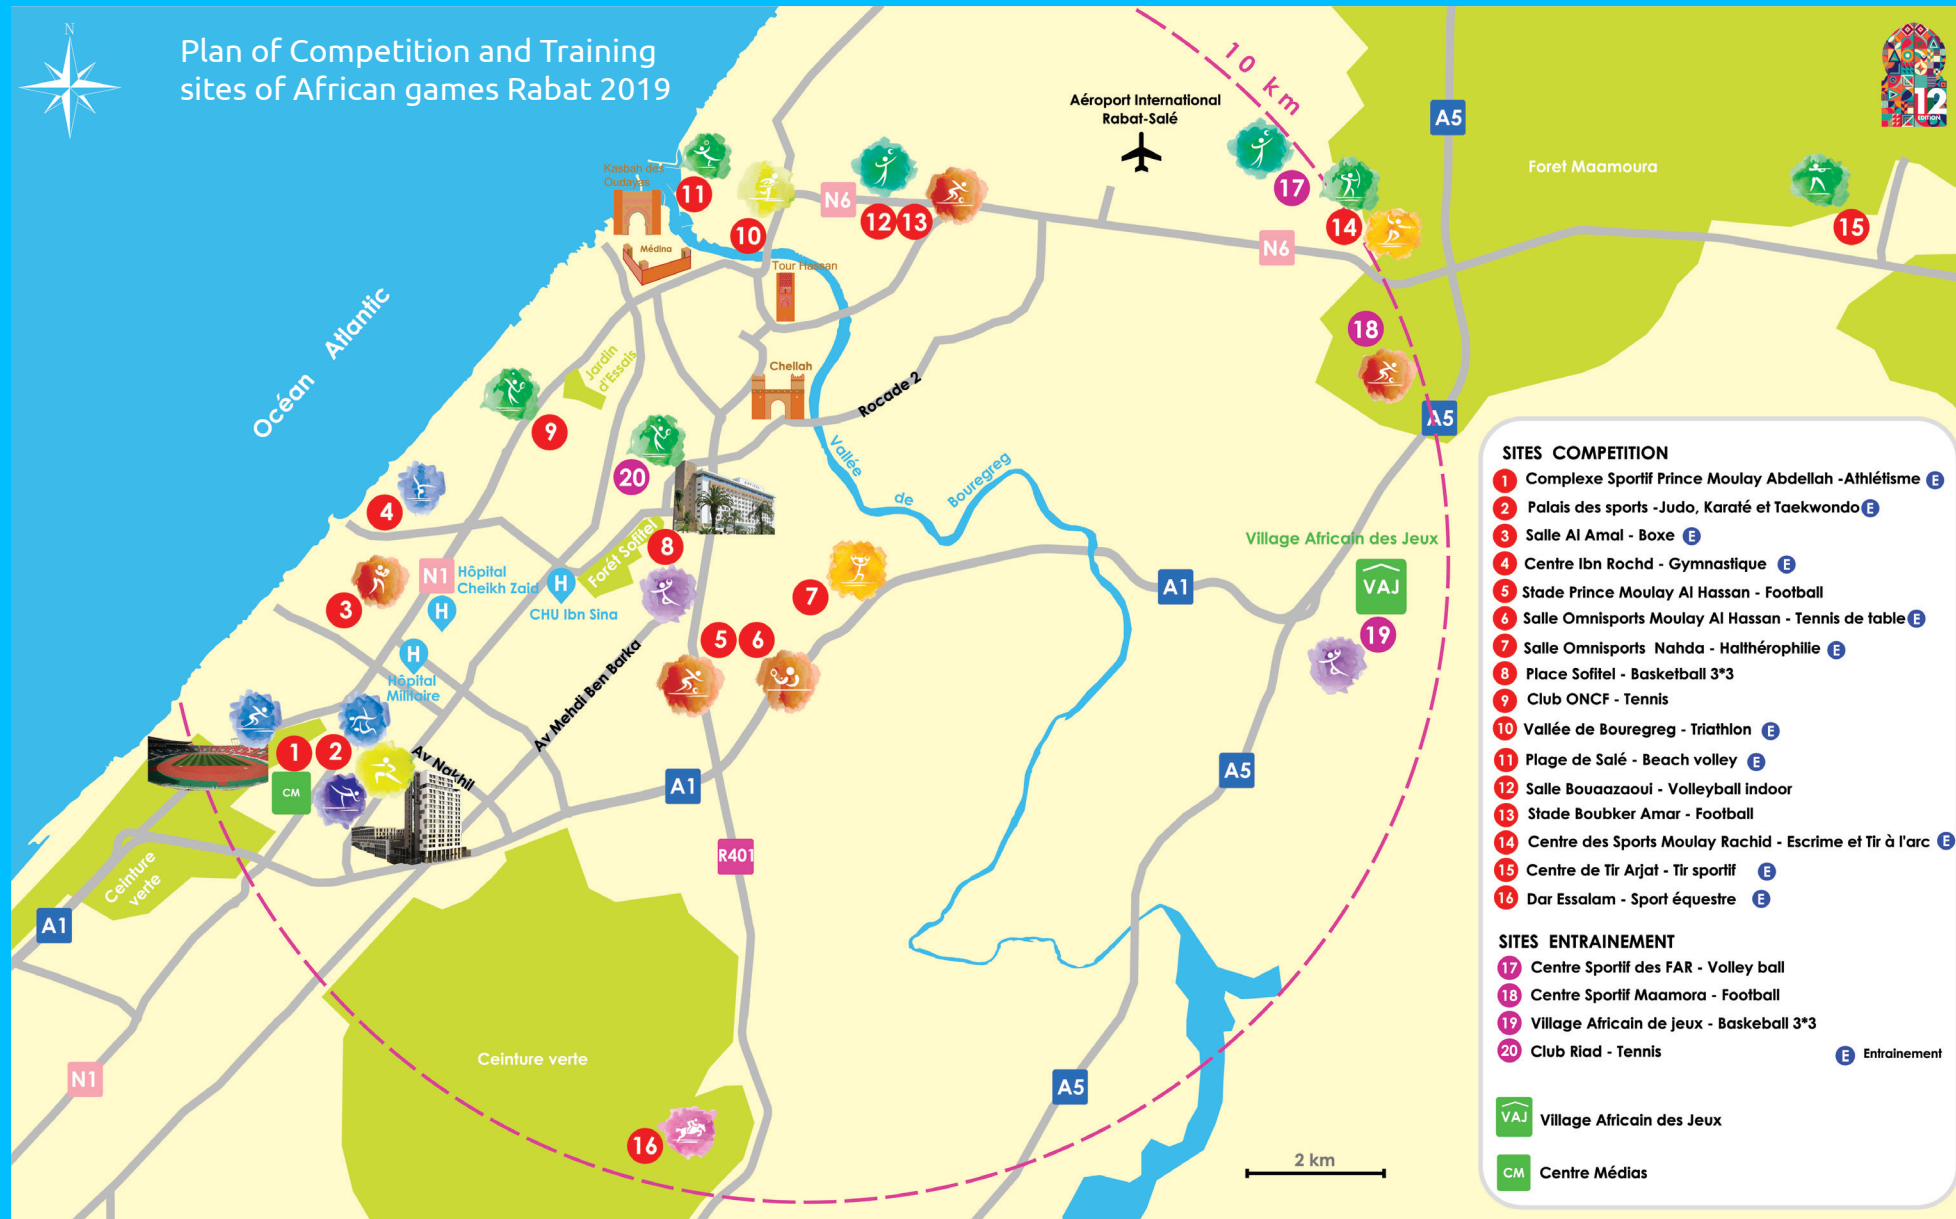 N
Plan of Competition and Training
sites of African games Rabat 2019
10 km
12
EDITION
Aéroport International
Rabat-Salé
A5
Foret Maamoura
Kasbah des
Oudayas
11
N6
12
13
17
14
15
10
Médina
N6
Tour Hassan
Océan Atlantic
18
Jardin
d'Essais
Chellah
Rocade 2
A5
9
20
Vallée
de
Bouregreg
4
Forêt Sofitel
8
Village Africain des Jeux
N1
Hôpital
Cheikh Zaid
H
H
CHU Ibn Sina
7
A1
VAJ
3
5
6
19
H
Hôpital
Militaire
Av Mehdi Ben Barka
1
2
Av Nakhil
CM
A1
A5
R401
Ceinture
verte
A1
Ceinture verte
N1
A5
16
2 km
SITES COMPETITION
1 Complexe Sportif Prince Moulay Abdellah -Athlétisme E
2 Palais des sports -Judo, Karaté et Taekwondo E
3 Salle Al Amal - Boxe E
4 Centre Ibn Rochd - Gymnastique E
5 Stade Prince Moulay Al Hassan - Football
6 Salle Omnisports Moulay Al Hassan - Tennis de table E
7 Salle Omnisports Nahda - Halthérophilie E
8 Place Sofitel - Basketball 3*3
9 Club ONCF - Tennis
10 Vallée de Bouregreg - Triathlon E
11 Plage de Salé - Beach volley E
12 Salle Bouaazaoui - Volleyball indoor
13 Stade Boubker Amar - Football
14 Centre des Sports Moulay Rachid - Escrime et Tir à l'arc E
15 Centre de Tir Arjat - Tir sportif E
16 Dar Essalam - Sport équestre E
SITES ENTRAINEMENT
17 Centre Sportif des FAR - Volley ball
18 Centre Sportif Maamora - Football
19 Village Africain de jeux - Baskeball 3*3
20 Club Riad - Tennis
E Entrainement
VAJ Village Africain des Jeux
CM Centre Médias